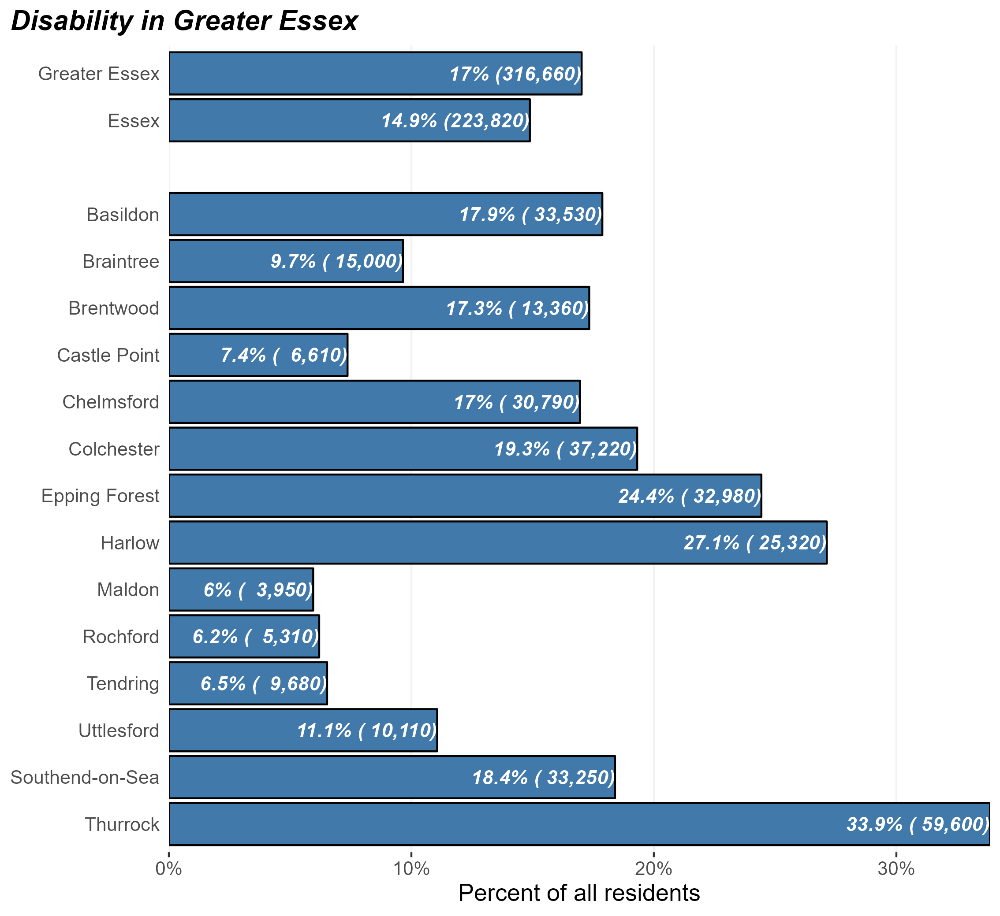 Disability in Greater Essex
Greater Essex 17% (316,660)
Essex 14.9% (223,820)
Basildon 17.9% ( 33,530)
Braintree 9.7% ( 15,000)
Brentwood 17.3% ( 13,360)
Castle Point 7.4% (  6,610)
Chelmsford 17% ( 30,790)
Colchester 19.3% ( 37,220)
Epping Forest 24.4% ( 32,980)
Harlow 27.1% ( 25,320)
Maldon 6% (  3,950)
Rochford 6.2% (  5,310)
Tendring 6.5% (  9,680)
Uttlesford 11.1% ( 10,110)
Southend-on-Sea 18.4% ( 33,250)
Thurrock 33.9% ( 59,600)
0% 10% 20% 30%
Percent of all residents